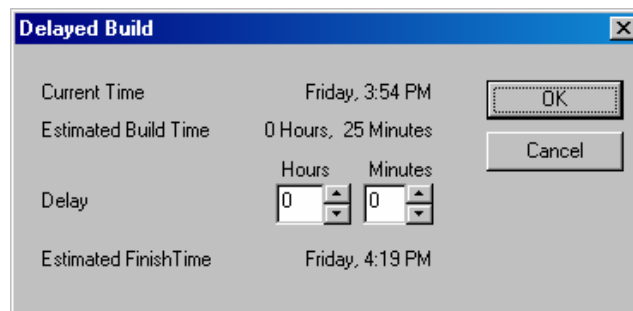 Delayed Build
Current Time Friday, 3:54 PM
OK
Estimated Build Time 0 Hours, 25 Minutes
Cancel
Hours Minutes
Delay 0 0
Estimated FinishTime Friday, 4:19 PM